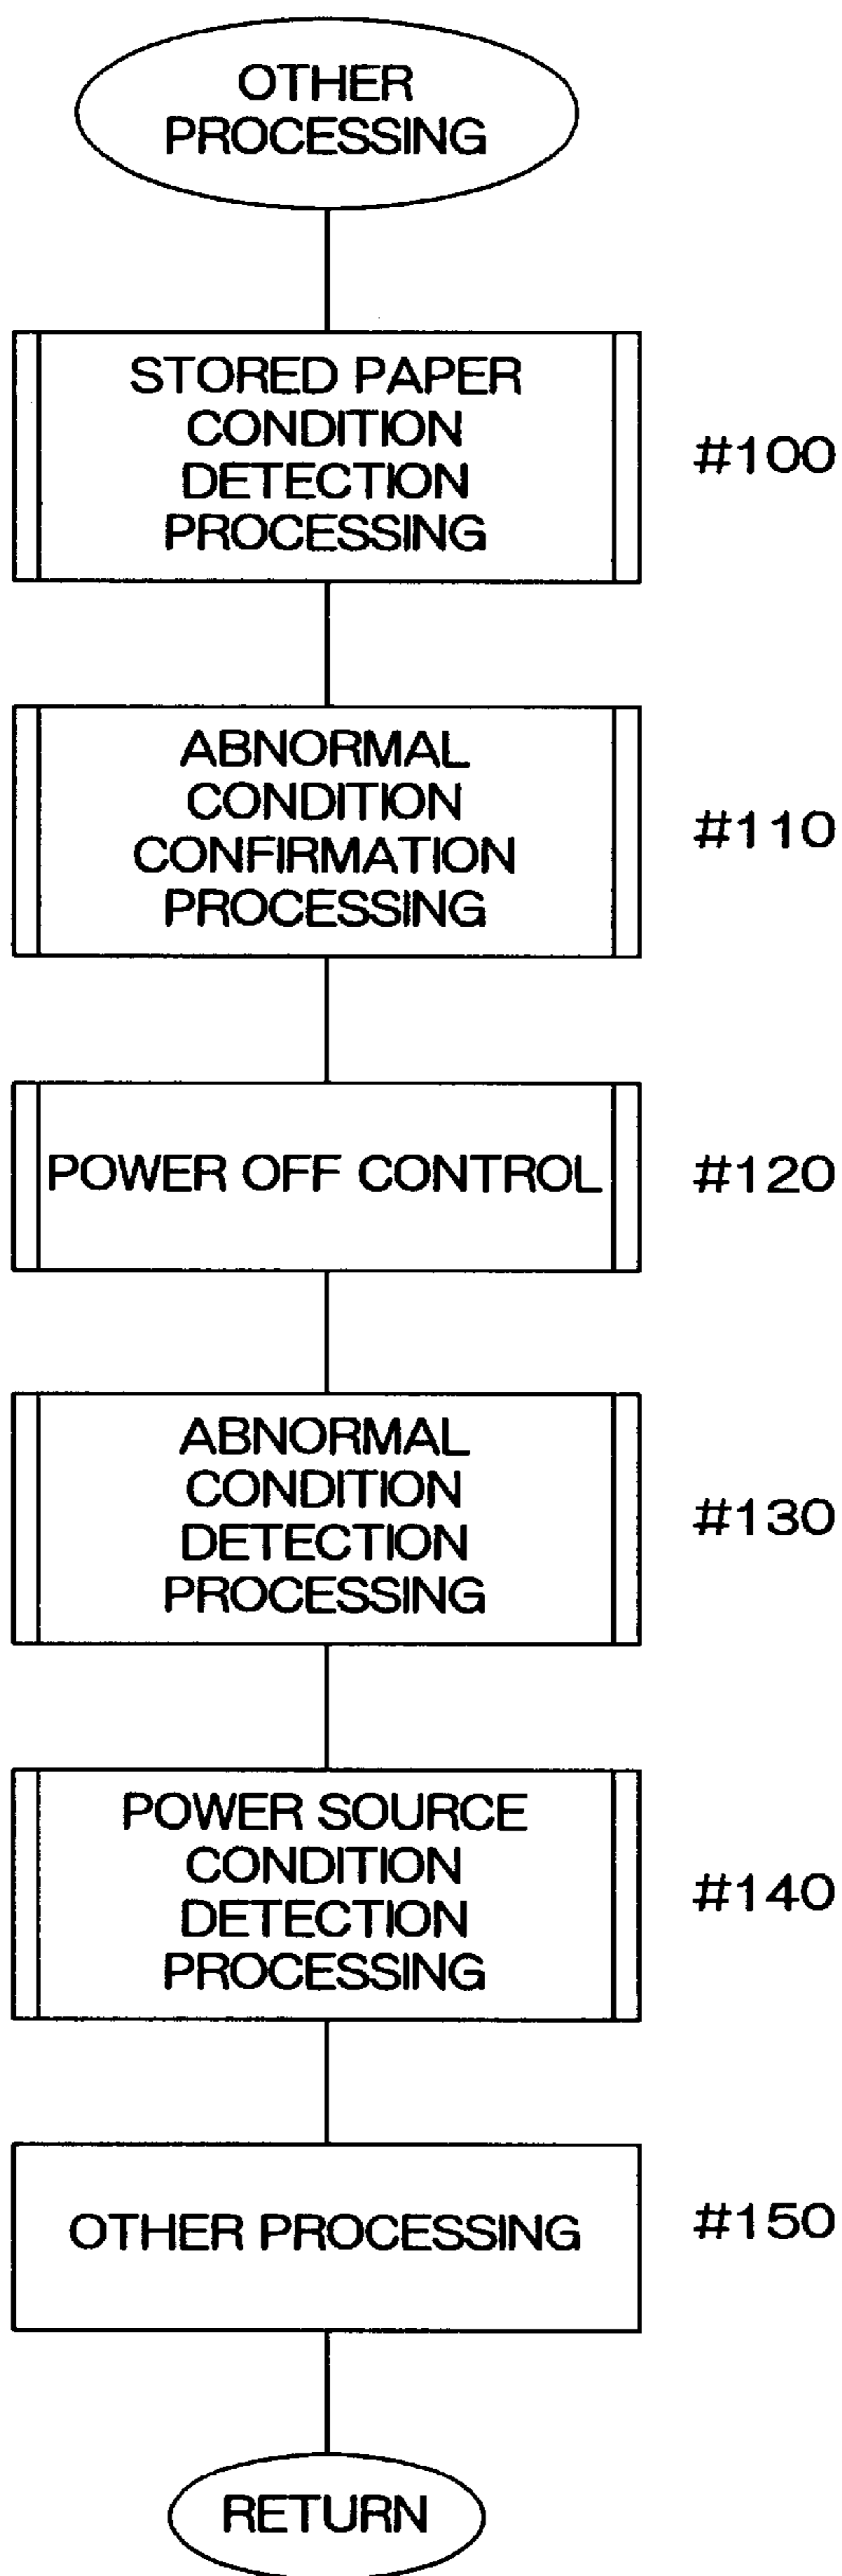 OTHER
PROCESSING
STORED PAPER
CONDITION
DETECTION
PROCESSING
#100
ABNORMAL
CONDITION
CONFIRMATION
PROCESSING
#110
POWER OFF CONTROL
#120
ABNORMAL
CONDITION
DETECTION
PROCESSING
#130
POWER SOURCE
CONDITION
DETECTION
PROCESSING
#140
OTHER PROCESSING
#150
RETURN